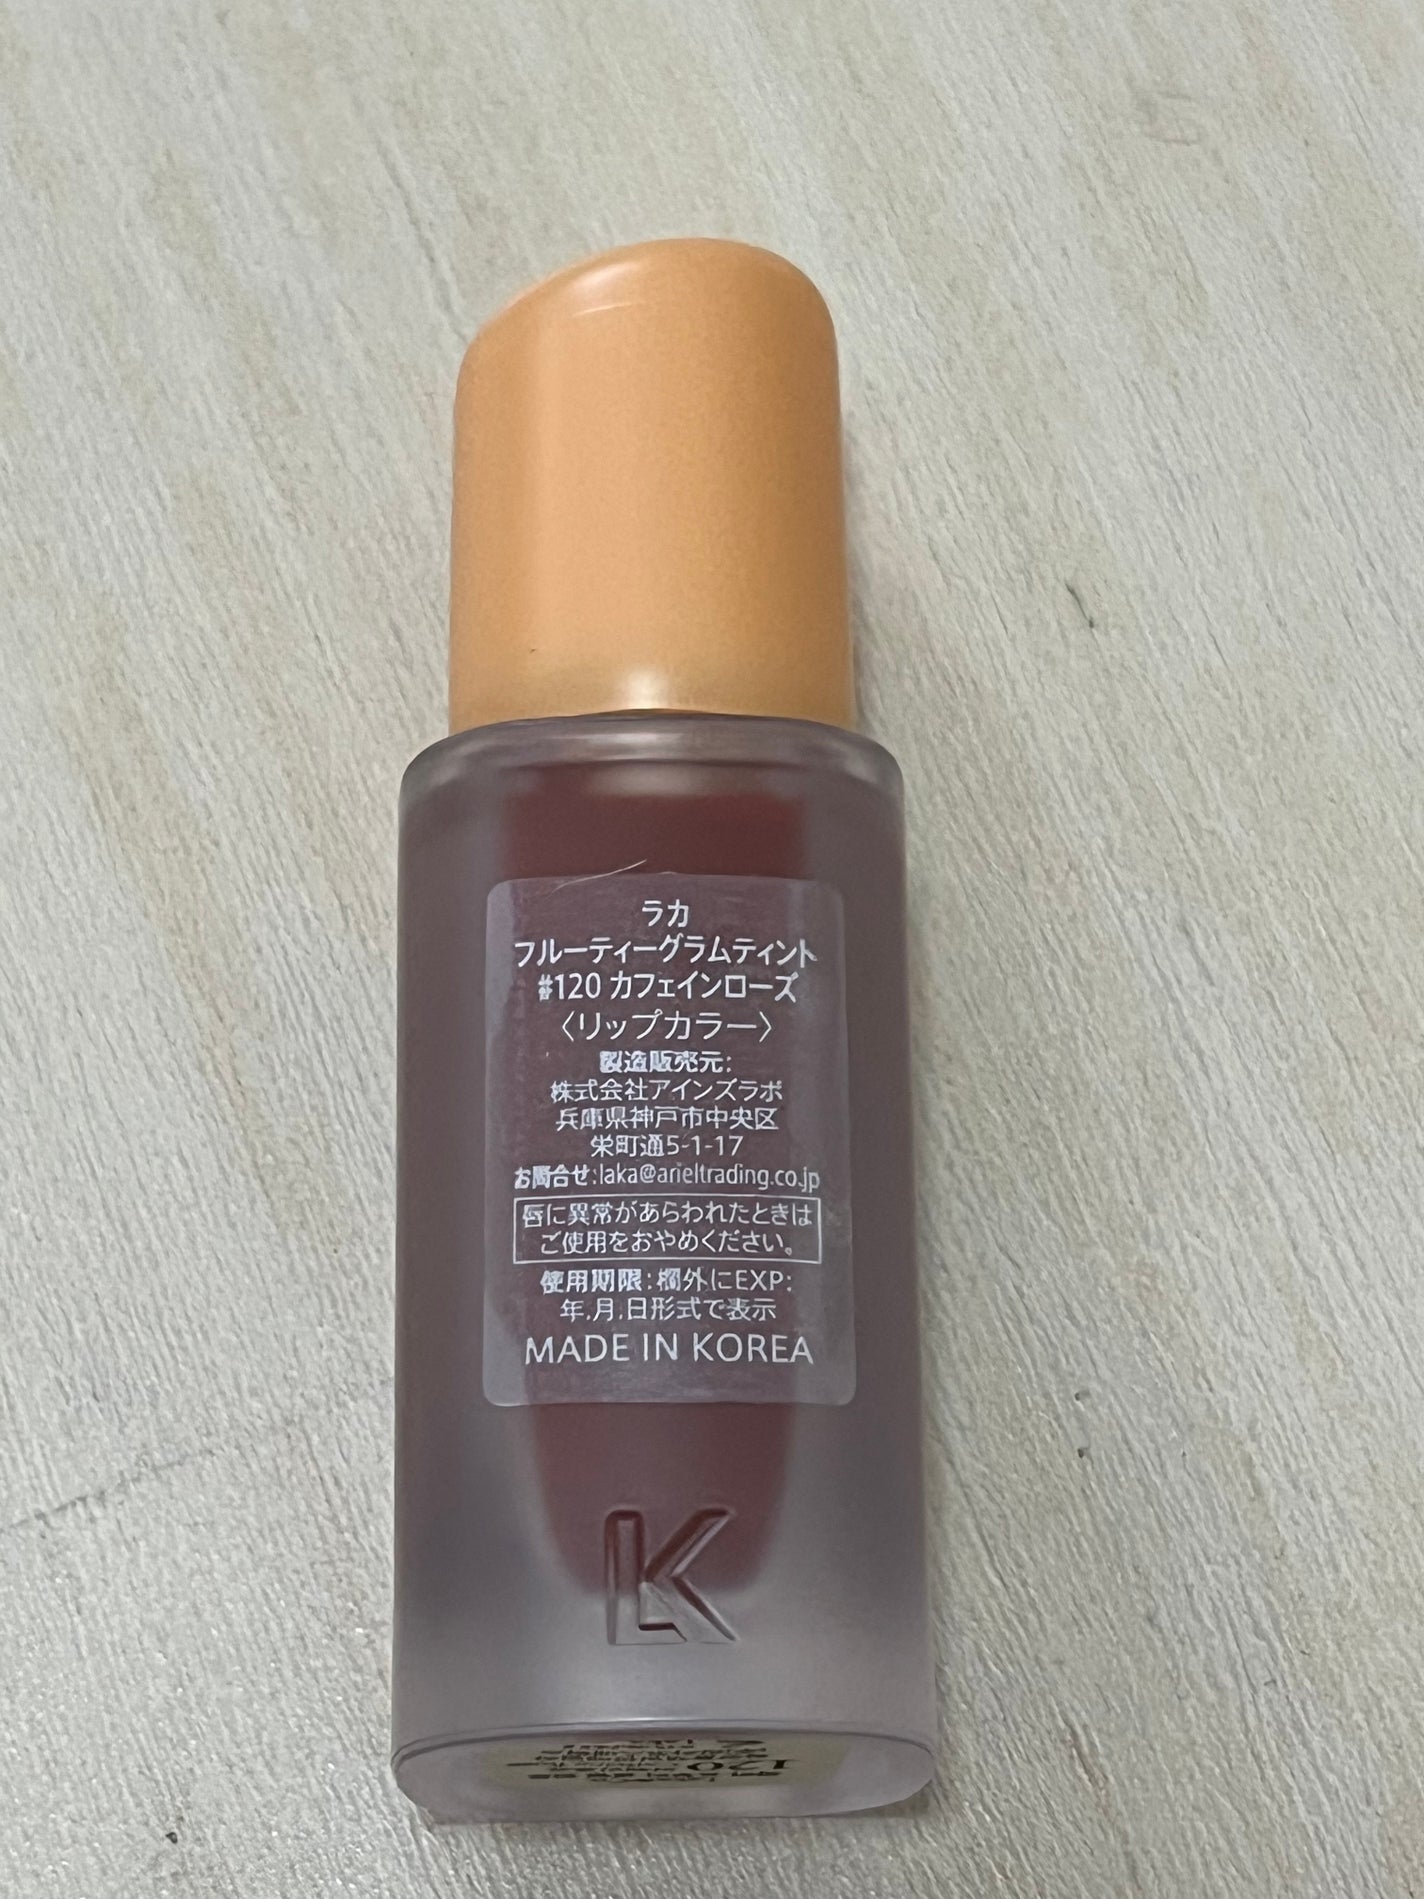 ラカ
フルーティーグラムティント
#120 カフェインローズ
〈リップカラー〉
製造販売元:
株式会社アインズラボ
兵庫県神戸市中央区
栄町通5-1-17
お問合せ:laka@arieltrading.co.jp
唇に異常があらわれたときは
ご使用をおやめください。
使用期限:欄外にEXP:
年.月.日形式で表示
MADE IN KOREA
LK
120